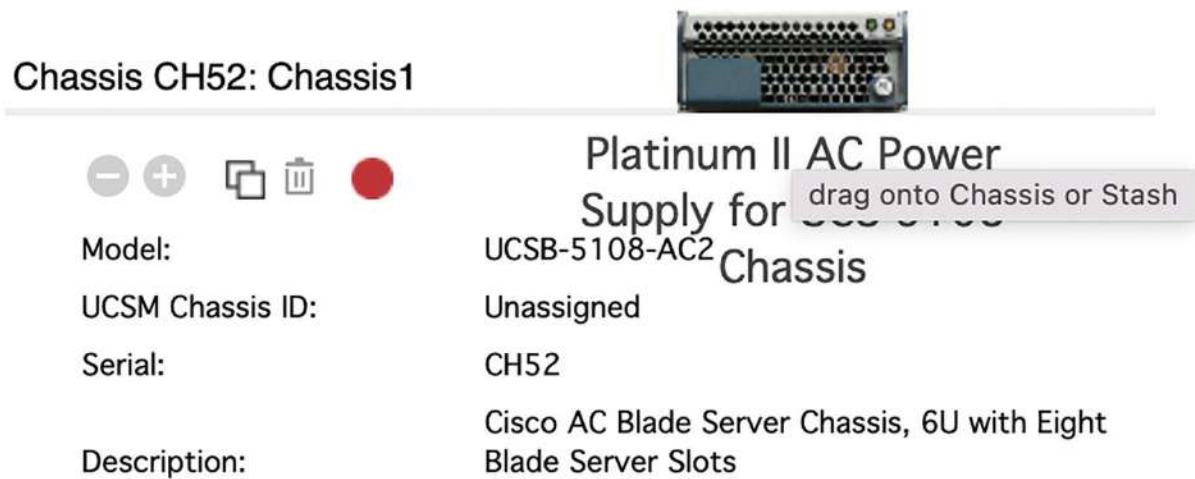 Chassis CH52: Chassis1
Platinum II AC Power
Supply for
drag onto Chassis or Stash
Chassis
Model: UCSB-5108-AC2
UCSM Chassis ID: Unassigned
Serial: CH52
Description: Cisco AC Blade Server Chassis, 6U with Eight
Blade Server Slots